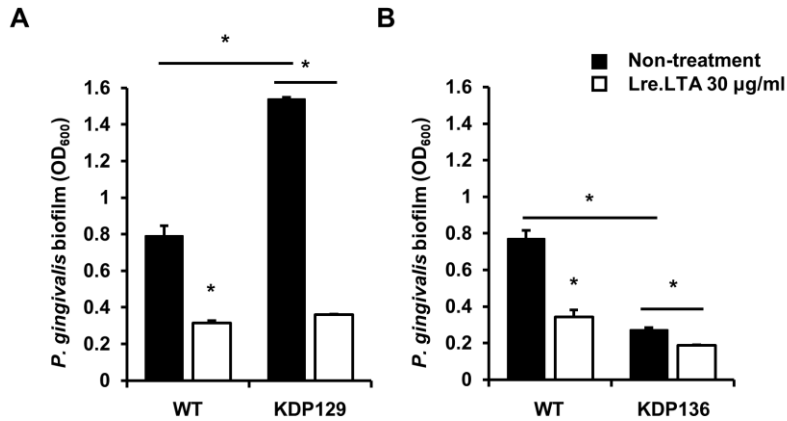 A
P. gingivalis biofilm (OD600)
1.6
1.4
1.2
1
0.8
0.6
0.4
0.2
0
*
*
*
WT
KDP129
B
Non-treatment
Lre.LTA 30 μg/ml
P. gingivalis biofilm (OD600)
1.6
1.4
1.2
1
0.8
0.6
0.4
0.2
0
*
*
*
WT
KDP136